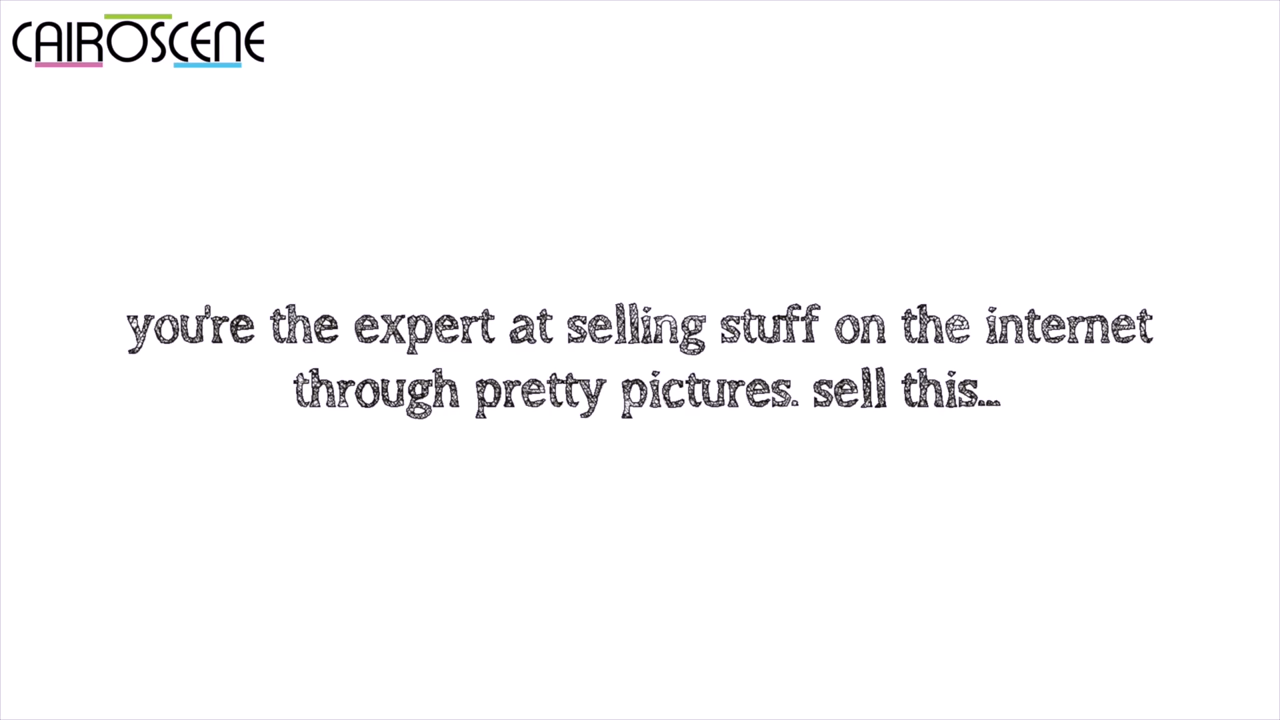 CAIROSCENE
you're the expert at selling stuff on the internet
through pretty pictures. sell this...